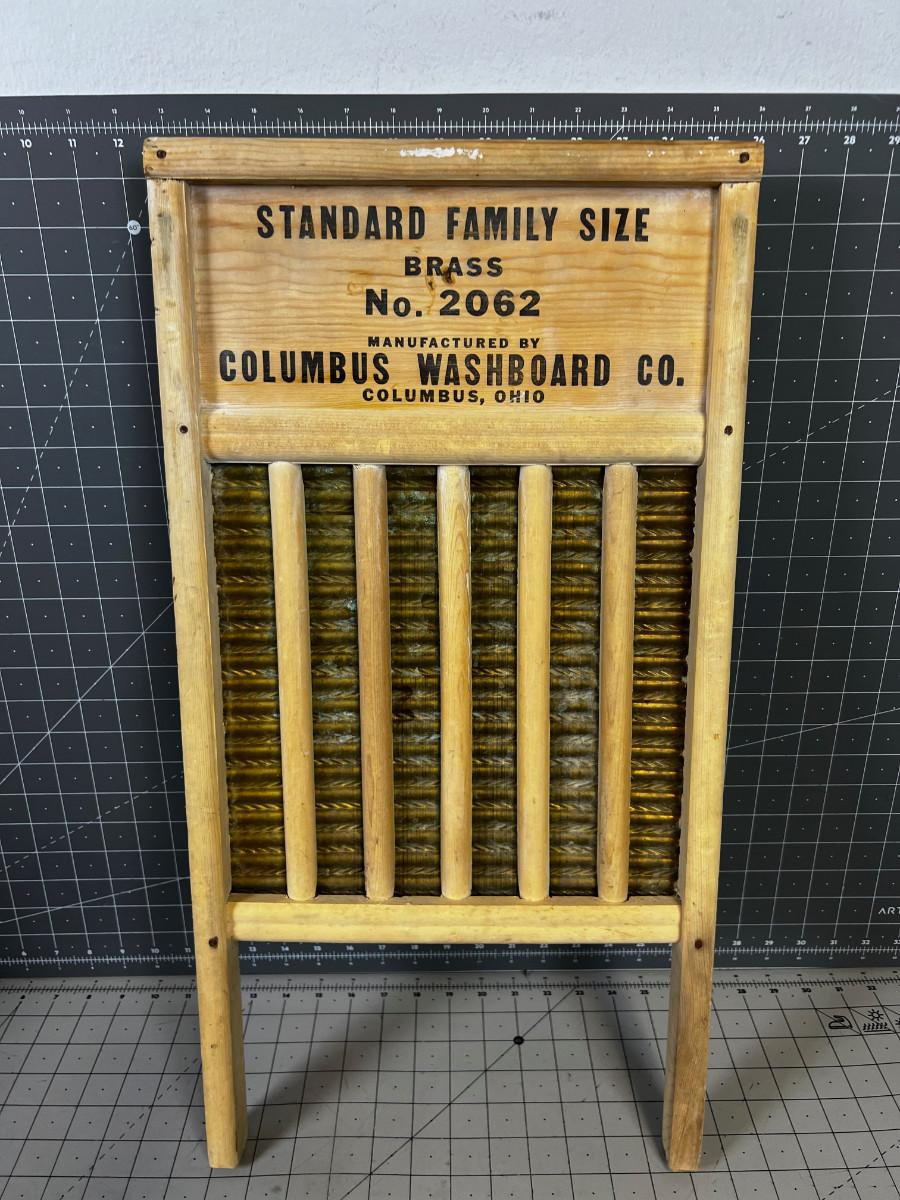 STANDARD FAMILY SIZE
BRASS
No. 2062
MANUFACTURED BY
COLUMBUS WASHBOARD CO.
COLUMBUS, OHIO